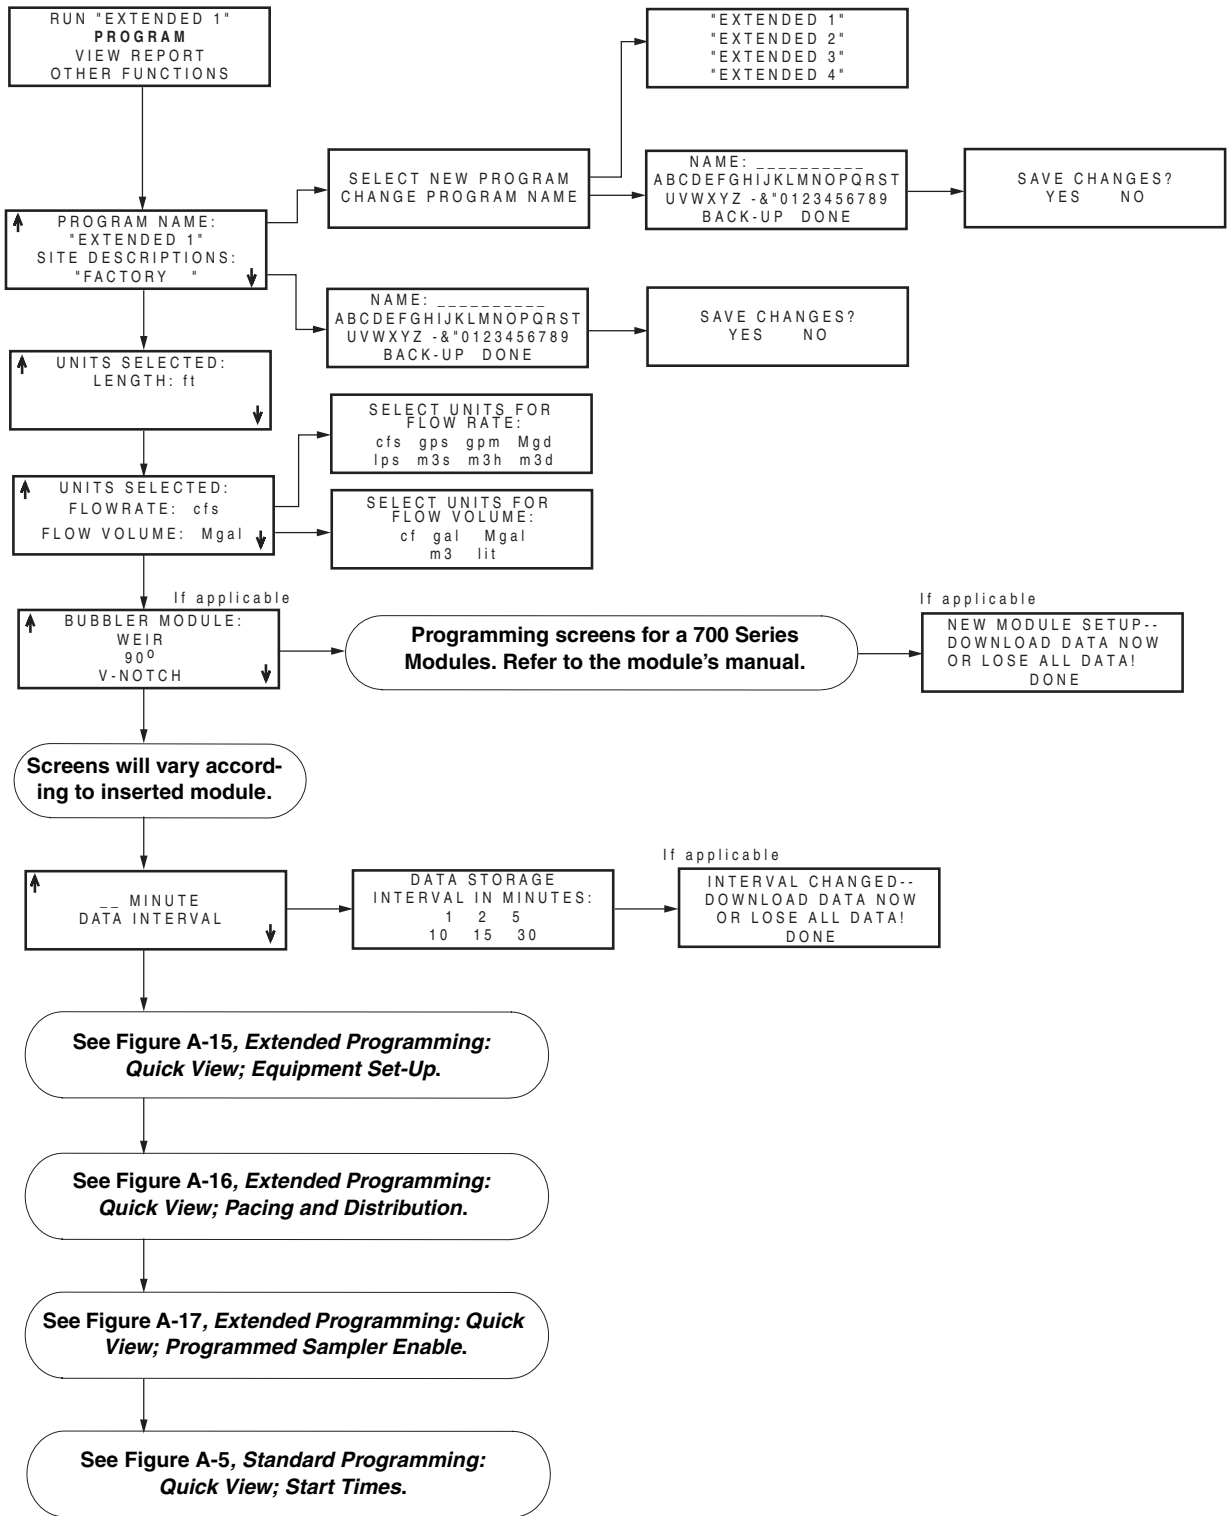 RUN "EXTENDED 1"
PROGRAM
VIEW REPORT
OTHER FUNCTIONS
"EXTENDED 1"
"EXTENDED 2"
"EXTENDED 3"
"EXTENDED 4"
SELECT NEW PROGRAM
CHANGE PROGRAM NAME
NAME: __________
ABCDEFGHIJKLMNOPQRST
UVWXYZ -&"0123456789
BACK-UP DONE
SAVE CHANGES?
YES NO
PROGRAM NAME:
"EXTENDED 1"
SITE DESCRIPTIONS:
"FACTORY "
NAME: __________
ABCDEFGHIJKLMNOPQRST
UVWXYZ -&"0123456789
BACK-UP DONE
SAVE CHANGES?
YES NO
UNITS SELECTED:
LENGTH: ft
SELECT UNITS FOR
FLOW RATE:
cfs gps gpm Mgd
lps m3s m3h m3d
UNITS SELECTED:
FLOWRATE: cfs
FLOW VOLUME: Mgal
SELECT UNITS FOR
FLOW VOLUME:
cf gal Mgal
m3 lit
If applicable
BUBBLER MODULE:
WEIR
90º
V-NOTCH
Programming screens for a 700 Series
Modules. Refer to the module’s manual.
If applicable
NEW MODULE SETUP--
DOWNLOAD DATA NOW
OR LOSE ALL DATA!
DONE
Screens will vary accord-
ing to inserted module.
__ MINUTE
DATA INTERVAL
DATA STORAGE
INTERVAL IN MINUTES:
1 2 5
10 15 30
If applicable
INTERVAL CHANGED--
DOWNLOAD DATA NOW
OR LOSE ALL DATA!
DONE
See Figure A-15, Extended Programming:
Quick View; Equipment Set-Up.
See Figure A-16, Extended Programming:
Quick View; Pacing and Distribution.
See Figure A-17, Extended Programming: Quick
View; Programmed Sampler Enable.
See Figure A-5, Standard Programming:
Quick View; Start Times.